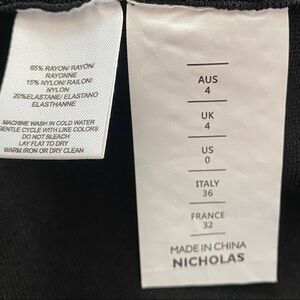 65% RAYON/ RAYÓN/
RAYONNE
15% NYLON/ RAILON/
NYLON
20%ELASTANE/ ELASTANO
ELASTHANNE
MACHINE WASH IN COLD WATER
GENTLE CYCLE WITH LIKE COLORS
DO NOT BLEACH
LAY FLAT TO DRY
WARM IRON OR DRY CLEAN
AUS
4
UK
4
US
0
ITALY
36
FRANCE
32
MADE IN CHINA
NICHOLAS